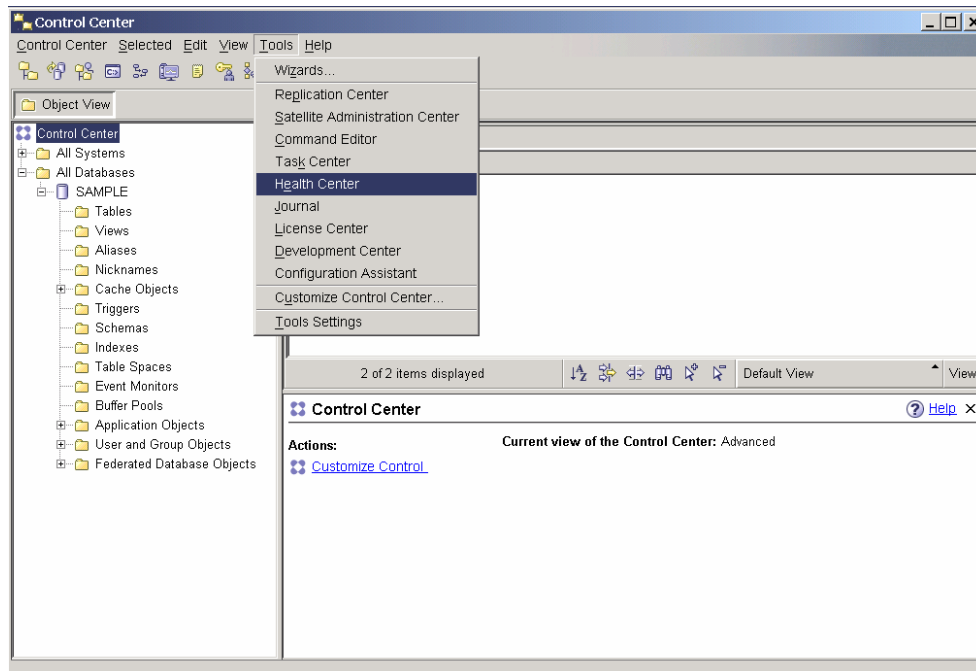 Control Center
Control Center Selected Edit View Tools Help
Object View
Wizards...
Replication Center
Satellite Administration Center
Command Editor
Task Center
Health Center
Journal
License Center
Development Center
Configuration Assistant
Customize Control Center...
Tools Settings
Control Center
All Systems
All Databases
SAMPLE
Tables
Views
Aliases
Nicknames
Cache Objects
Triggers
Schemas
Indexes
Table Spaces
Event Monitors
Buffer Pools
Application Objects
User and Group Objects
Federated Database Objects
2 of 2 items displayed Default View View
Control Center Help
Actions: Current view of the Control Center: Advanced
Customize Control